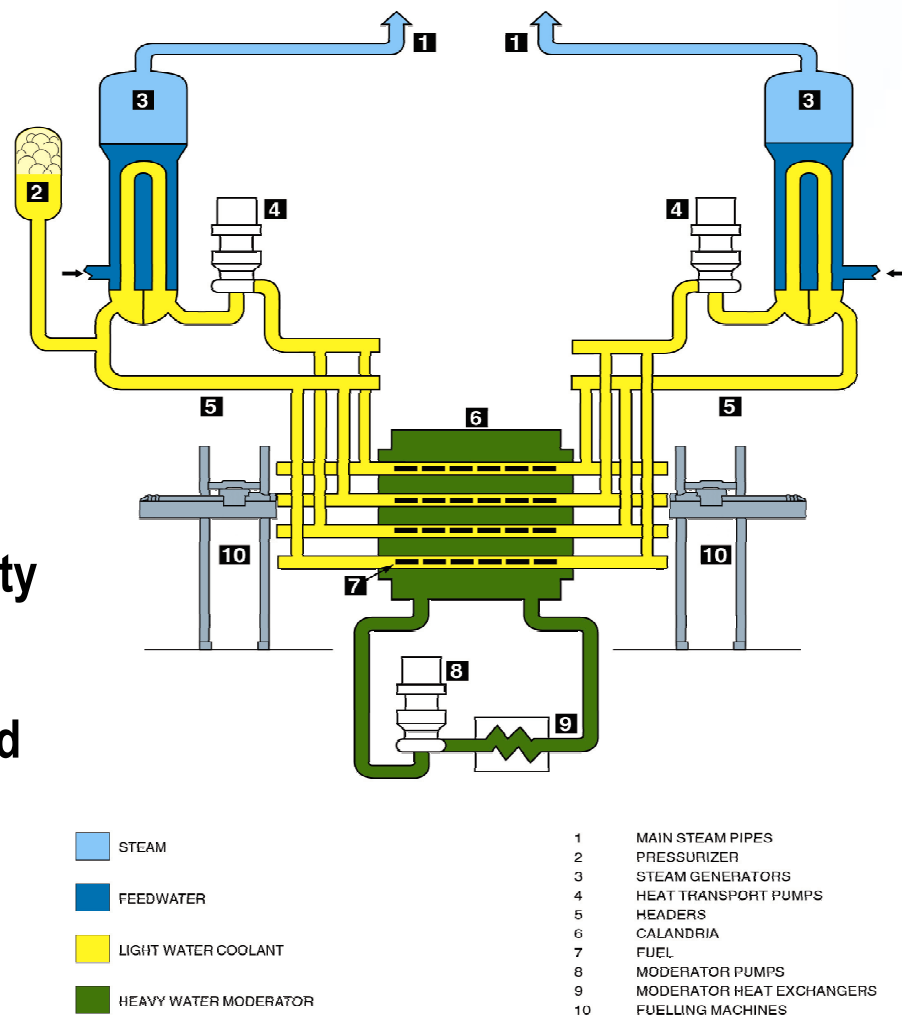 1
1
3
3
2
4
4
5
5
6
10
10
ty
7
8
d
9
STEAM
FEEDWATER
LIGHT WATER COOLANT
HEAVY WATER MODERATOR
1 MAIN STEAM PIPES
2 PRESSURIZER
3 STEAM GENERATORS
4 HEAT TRANSPORT PUMPS
5 HEADERS
6 CALANDRIA
7 FUEL
8 MODERATOR PUMPS
9 MODERATOR HEAT EXCHANGERS
10 FUELLING MACHINES